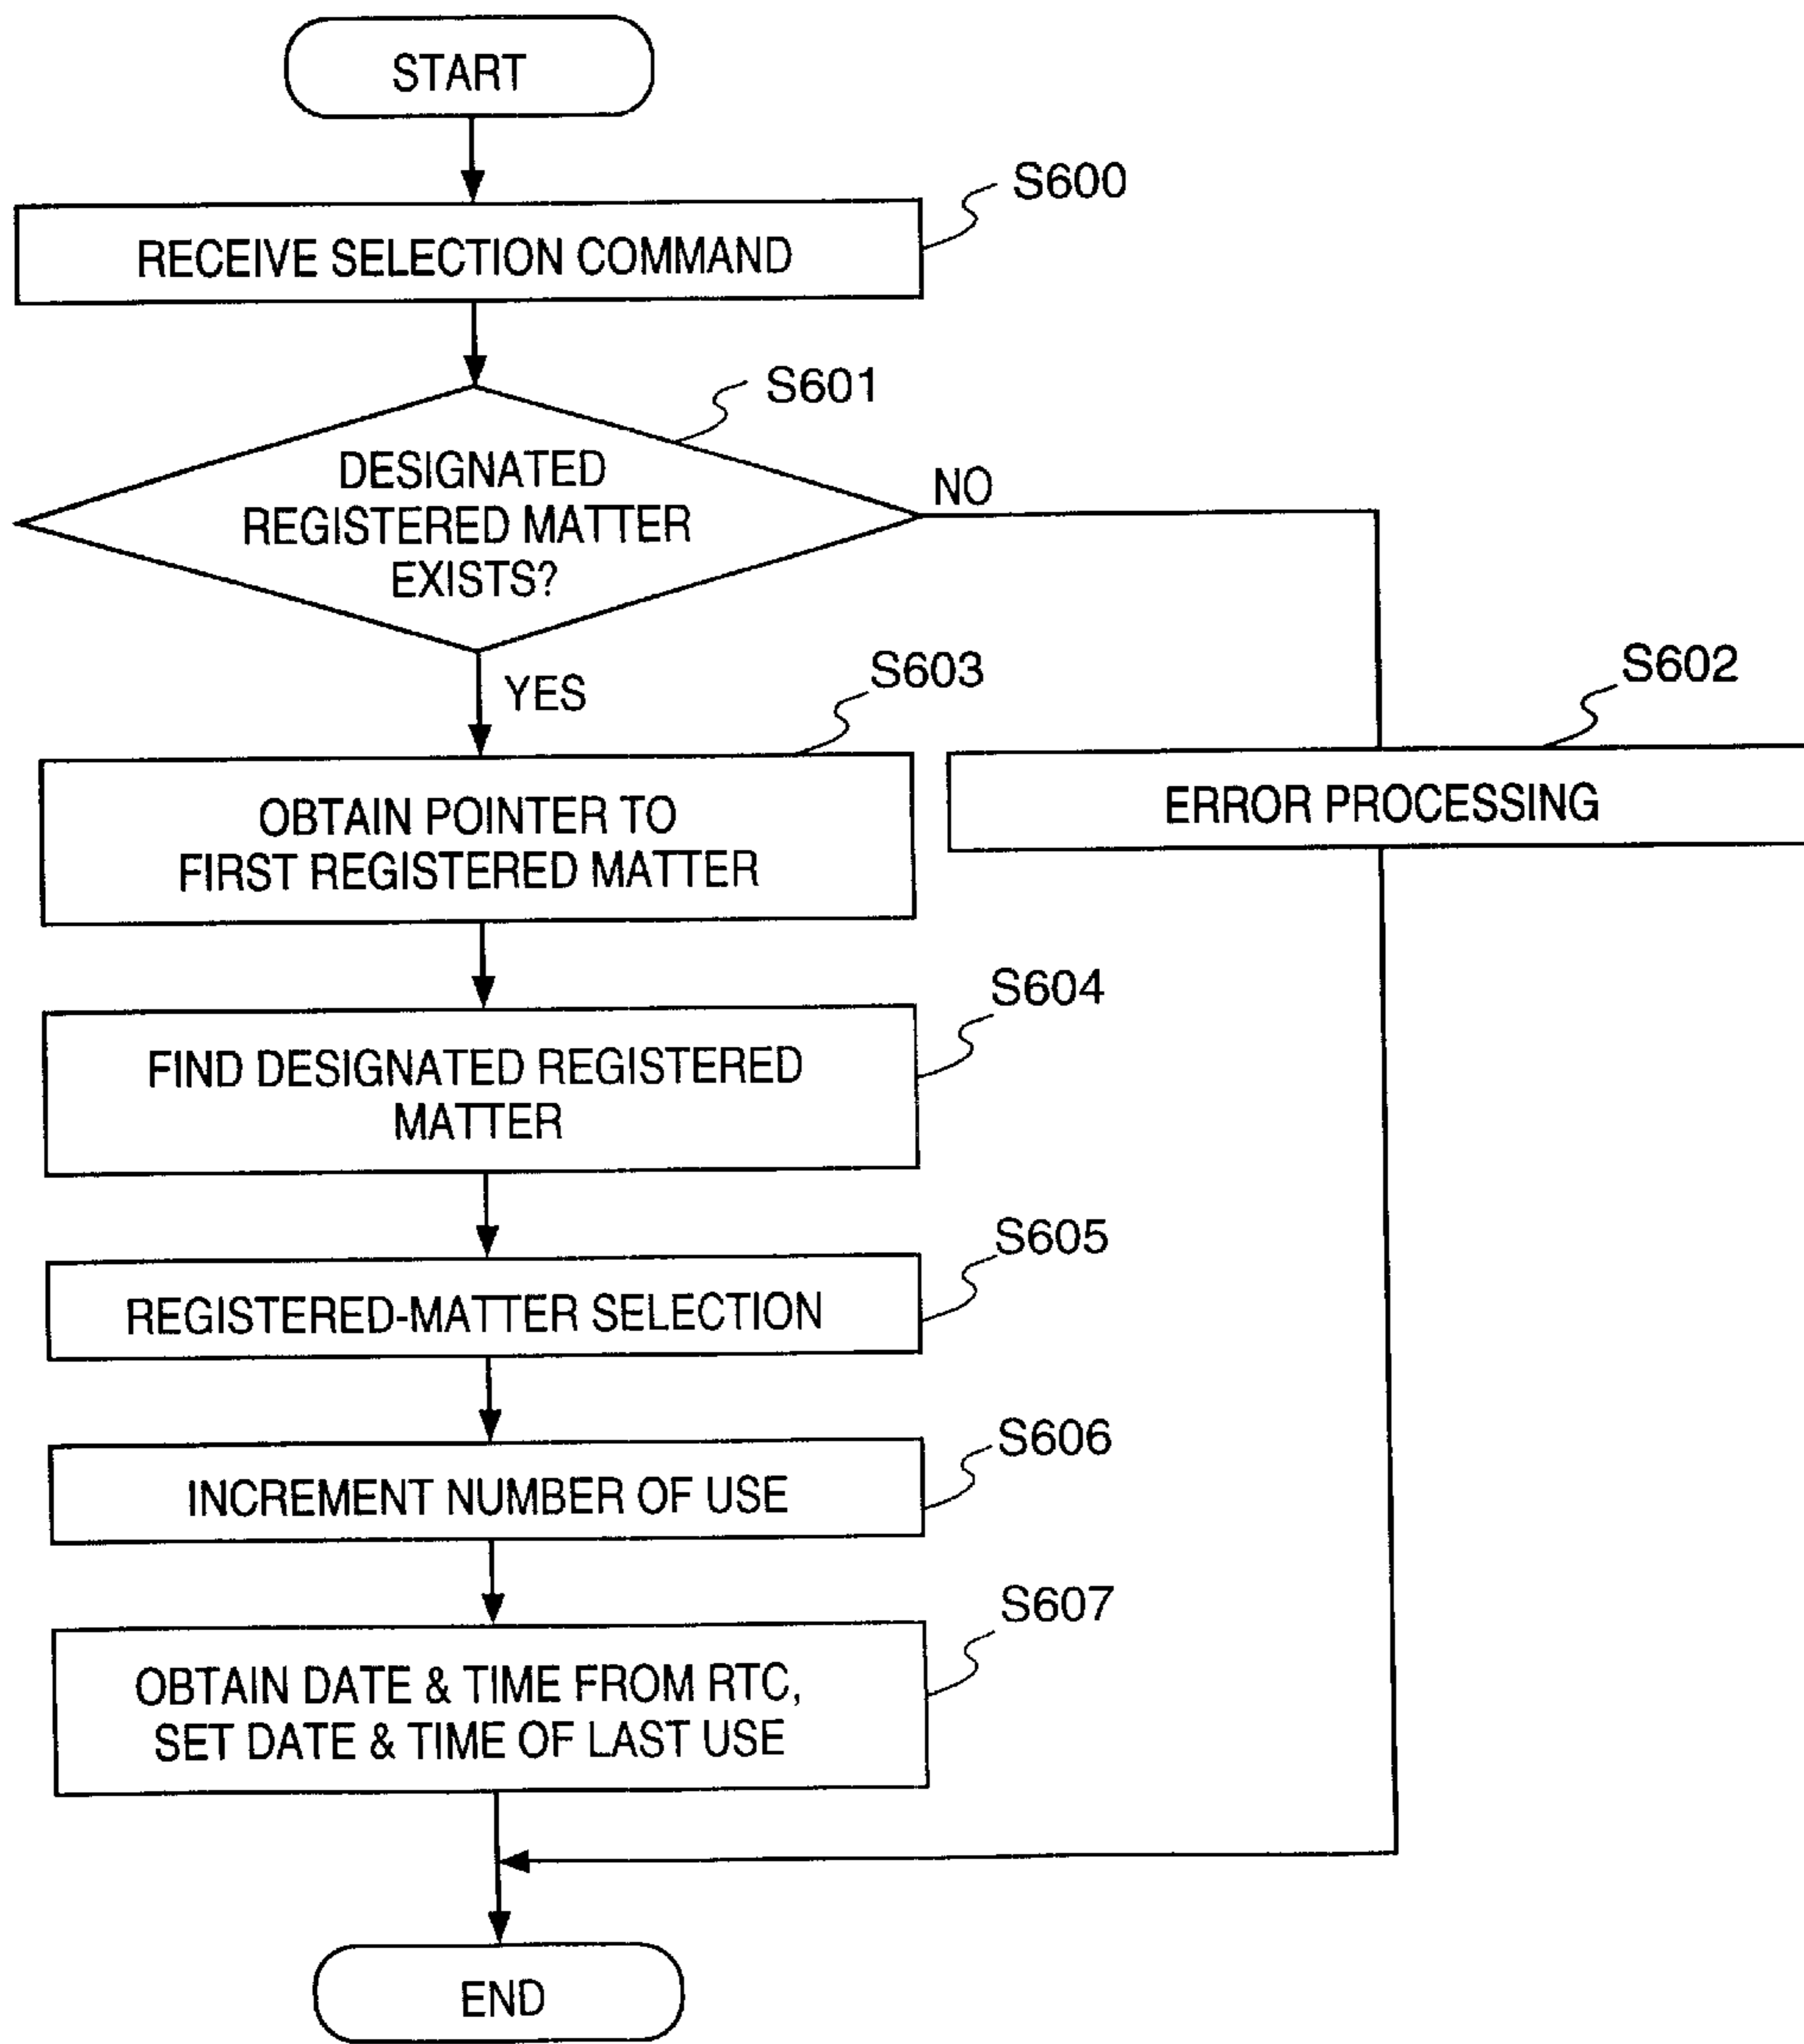 START
S600
RECEIVE SELECTION COMMAND
S601
DESIGNATED
REGISTERED MATTER
EXISTS?
NO
YES
S603
S602
OBTAIN POINTER TO
FIRST REGISTERED MATTER
ERROR PROCESSING
S604
FIND DESIGNATED REGISTERED
MATTER
S605
REGISTERED-MATTER SELECTION
S606
INCREMENT NUMBER OF USE
S607
OBTAIN DATE & TIME FROM RTC,
SET DATE & TIME OF LAST USE
END